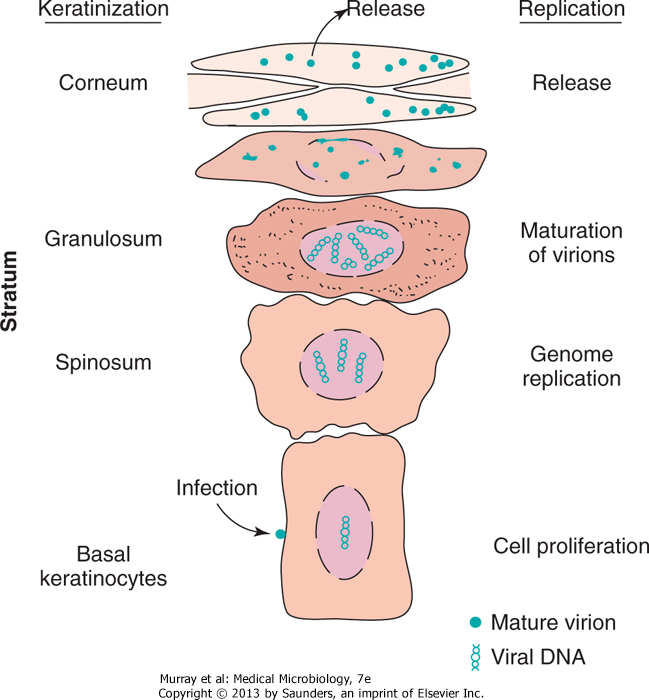 Keratinization
Release
Replication
Corneum
Release
Granulosum
Maturation
of virions
Stratum
Spinosum
Genome
replication
Infection
Basal
keratinocytes
Cell proliferation
Mature virion
Viral DNA
Murray et al: Medical Microbiology, 7e
Copyright © 2013 by Saunders, an imprint of Elsevier Inc.